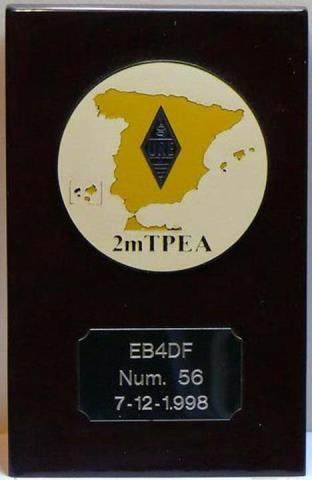 URE
2mTPEA
EB4DF
Num. 56
7-12-1.998